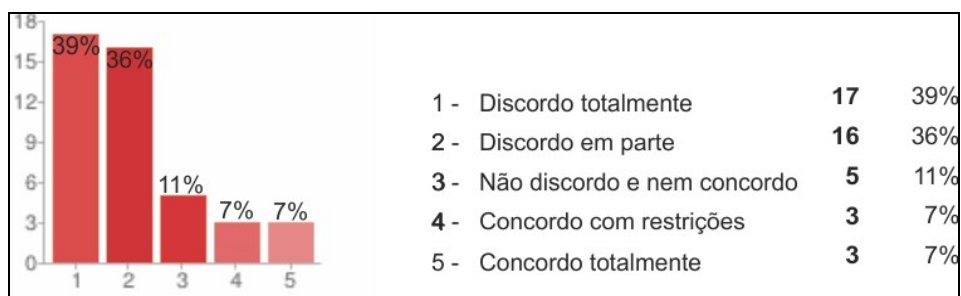 18
15
12
9
6
3
0
39%
36%
11%
7%
7%
1 2 3 4 5
1 - Discordo totalmente 17 39%
2 - Discordo em parte 16 36%
3 - Não discordo e nem concordo 5 11%
4 - Concordo com restrições 3 7%
5 - Concordo totalmente 3 7%